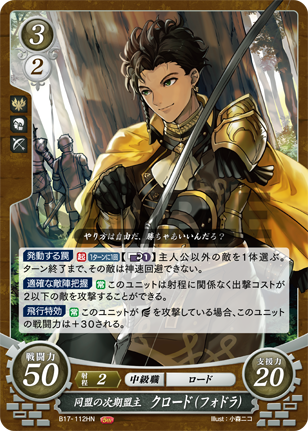 3
2
やり方は自由だ、勝ちゃあいいんだろ?
発動する罠 起 1ターンに1回 1 主人公以外の敵を1体選ぶ。
ターン終了まで、その敵は神速回避できない。
適確な敵陣把握 常 このユニットは射程に関係なく出撃コストが
2以下の敵を攻撃することができる。
飛行特効 常 このユニットが を攻撃している場合、このユニット
の戦闘力は+30される。
戦闘力
50
射程 2
中級職
ロード
支援力
20
同盟の次期盟主 クロード(フォドラ)
B17-112HN
Illust:小森ニコ